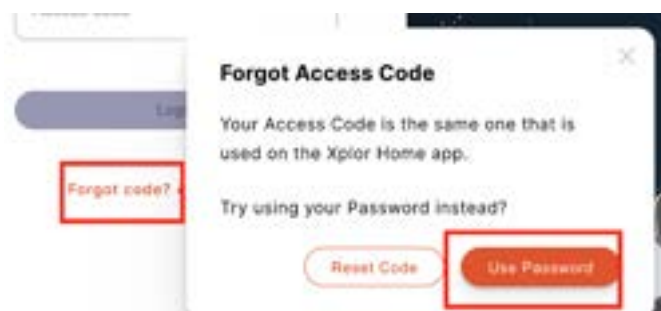 Forgot Access Code
Your Access Code is the same one that is
used on the Xplor Home app.
Forgot code?
Try using your Password instead?
Reset Code
Use Password